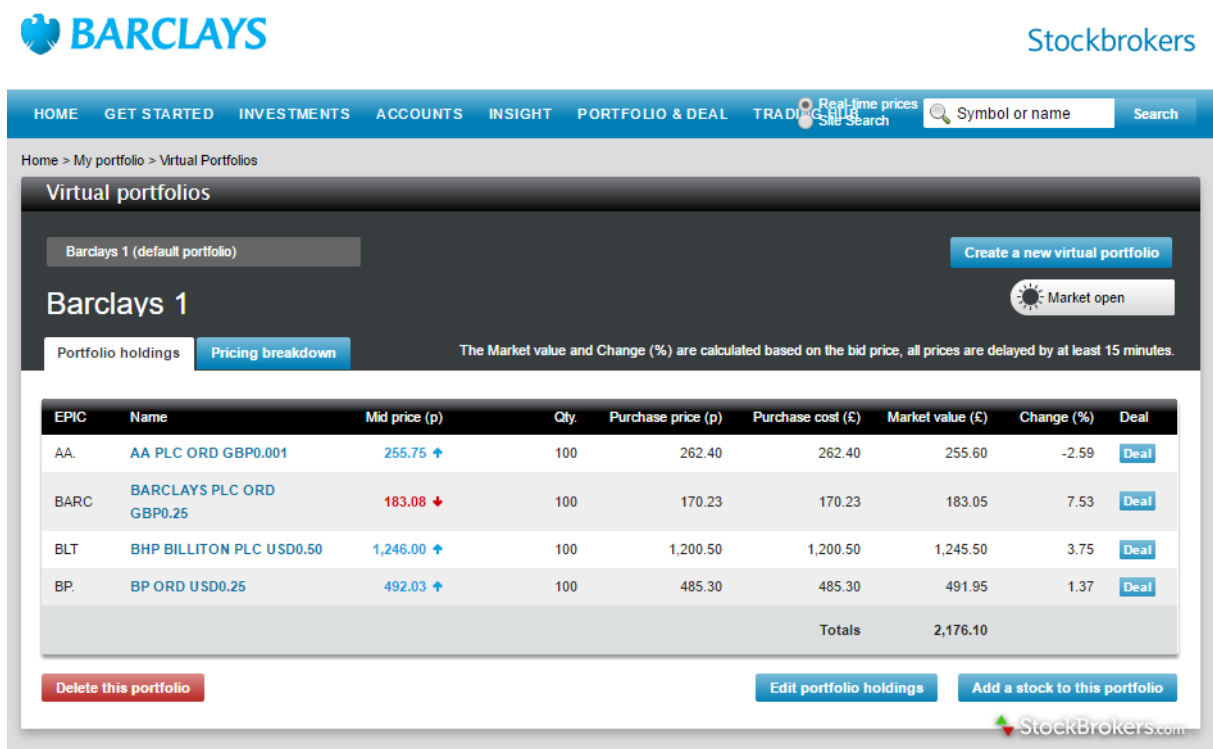 BARCLAYS
Stockbrokers
HOME GET STARTED INVESTMENTS ACCOUNTS INSIGHT PORTFOLIO & DEAL TRADING HUB
Real-time prices
Site Search
Symbol or name
Search
Home > My portfolio > Virtual Portfolios
Virtual portfolios
Barclays 1 (default portfolio)
Create a new virtual portfolio
Barclays 1
Market open
Portfolio holdings Pricing breakdown
The Market value and Change (%) are calculated based on the bid price, all prices are delayed by at least 15 minutes.
EPIC Name Mid price (p) Qty. Purchase price (p) Purchase cost (£) Market value (£) Change (%) Deal
AA. AA PLC ORD GBP0.001 255.75 100 262.40 262.40 255.60 -2.59 Deal
BARC BARCLAYS PLC ORD
GBP0.25 183.08 100 170.23 170.23 183.05 7.53 Deal
BLT BHP BILLITON PLC USD0.50 1,246.00 100 1,200.50 1,200.50 1,245.50 3.75 Deal
BP. BP ORD USD0.25 492.03 100 485.30 485.30 491.95 1.37 Deal
Totals 2,176.10
Delete this portfolio Edit portfolio holdings Add a stock to this portfolio
StockBrokers.com